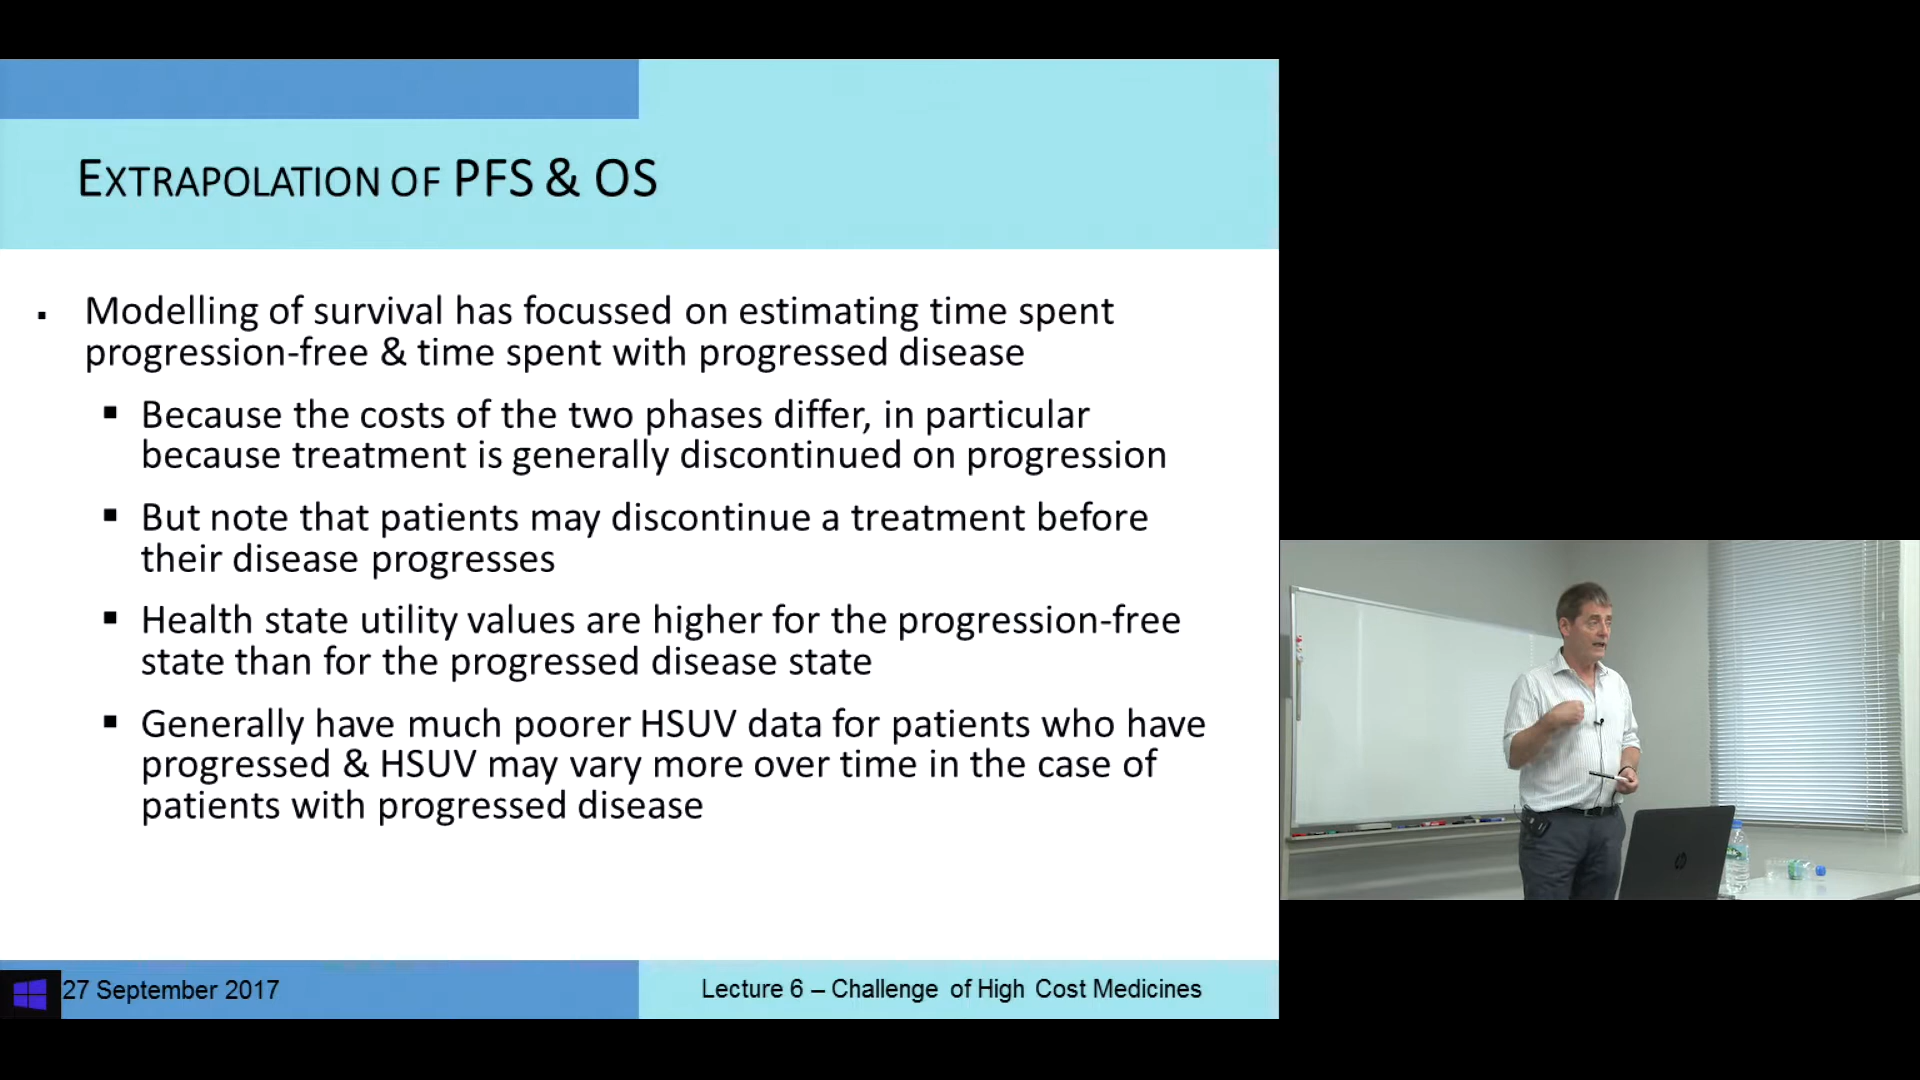 EXTRAPOLATION OF PFS & OS
▪ Modelling of survival has focussed on estimating time spent
progression-free & time spent with progressed disease
▪ Because the costs of the two phases differ, in particular
because treatment is generally discontinued on progression
▪ But note that patients may discontinue a treatment before
their disease progresses
▪ Health state utility values are higher for the progression-free
state than for the progressed disease state
▪ Generally have much poorer HSUV data for patients who have
progressed & HSUV may vary more over time in the case of
patients with progressed disease
27 September 2017
Lecture 6 – Challenge of High Cost Medicines
hp